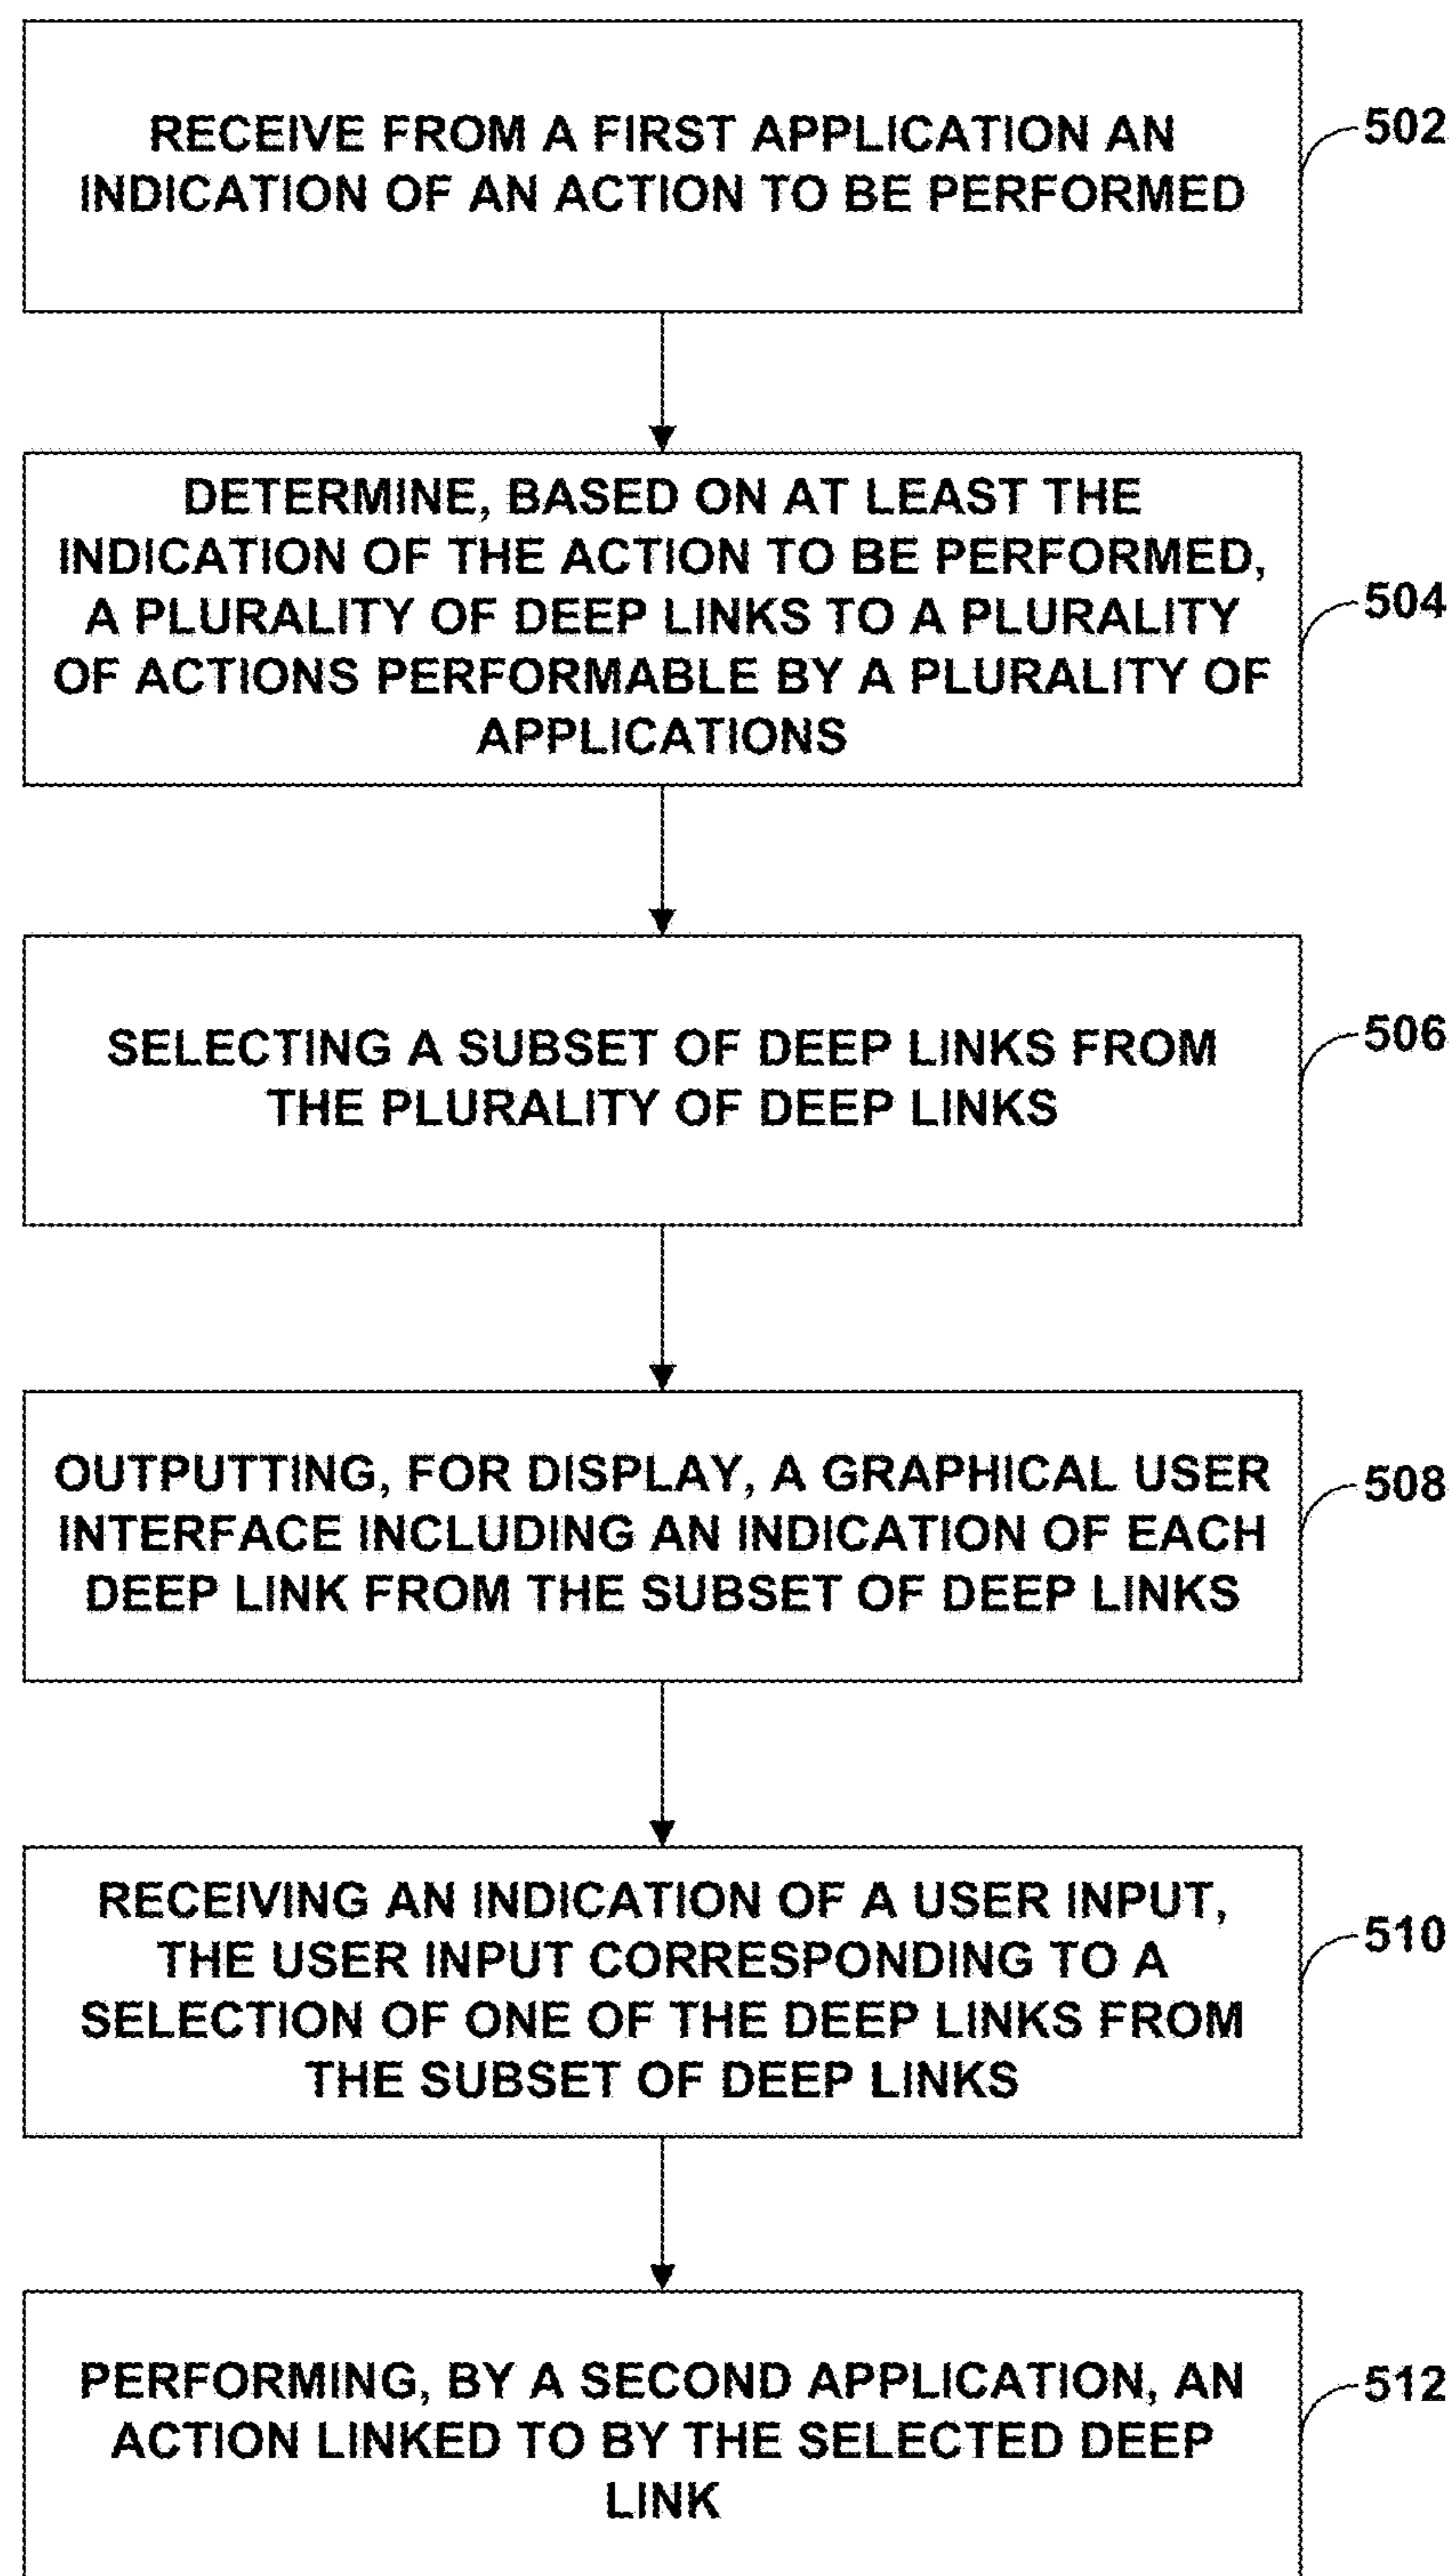 RECEIVE FROM A FIRST APPLICATION AN
INDICATION OF AN ACTION TO BE PERFORMED
502
DETERMINE, BASED ON AT LEAST THE
INDICATION OF THE ACTION TO BE PERFORMED,
A PLURALITY OF DEEP LINKS TO A PLURALITY
OF ACTIONS PERFORMABLE BY A PLURALITY OF
APPLICATIONS
504
SELECTING A SUBSET OF DEEP LINKS FROM
THE PLURALITY OF DEEP LINKS
506
OUTPUTTING, FOR DISPLAY, A GRAPHICAL USER
INTERFACE INCLUDING AN INDICATION OF EACH
DEEP LINK FROM THE SUBSET OF DEEP LINKS
508
RECEIVING AN INDICATION OF A USER INPUT,
THE USER INPUT CORRESPONDING TO A
SELECTION OF ONE OF THE DEEP LINKS FROM
THE SUBSET OF DEEP LINKS
510
PERFORMING, BY A SECOND APPLICATION, AN
ACTION LINKED TO BY THE SELECTED DEEP
LINK
512